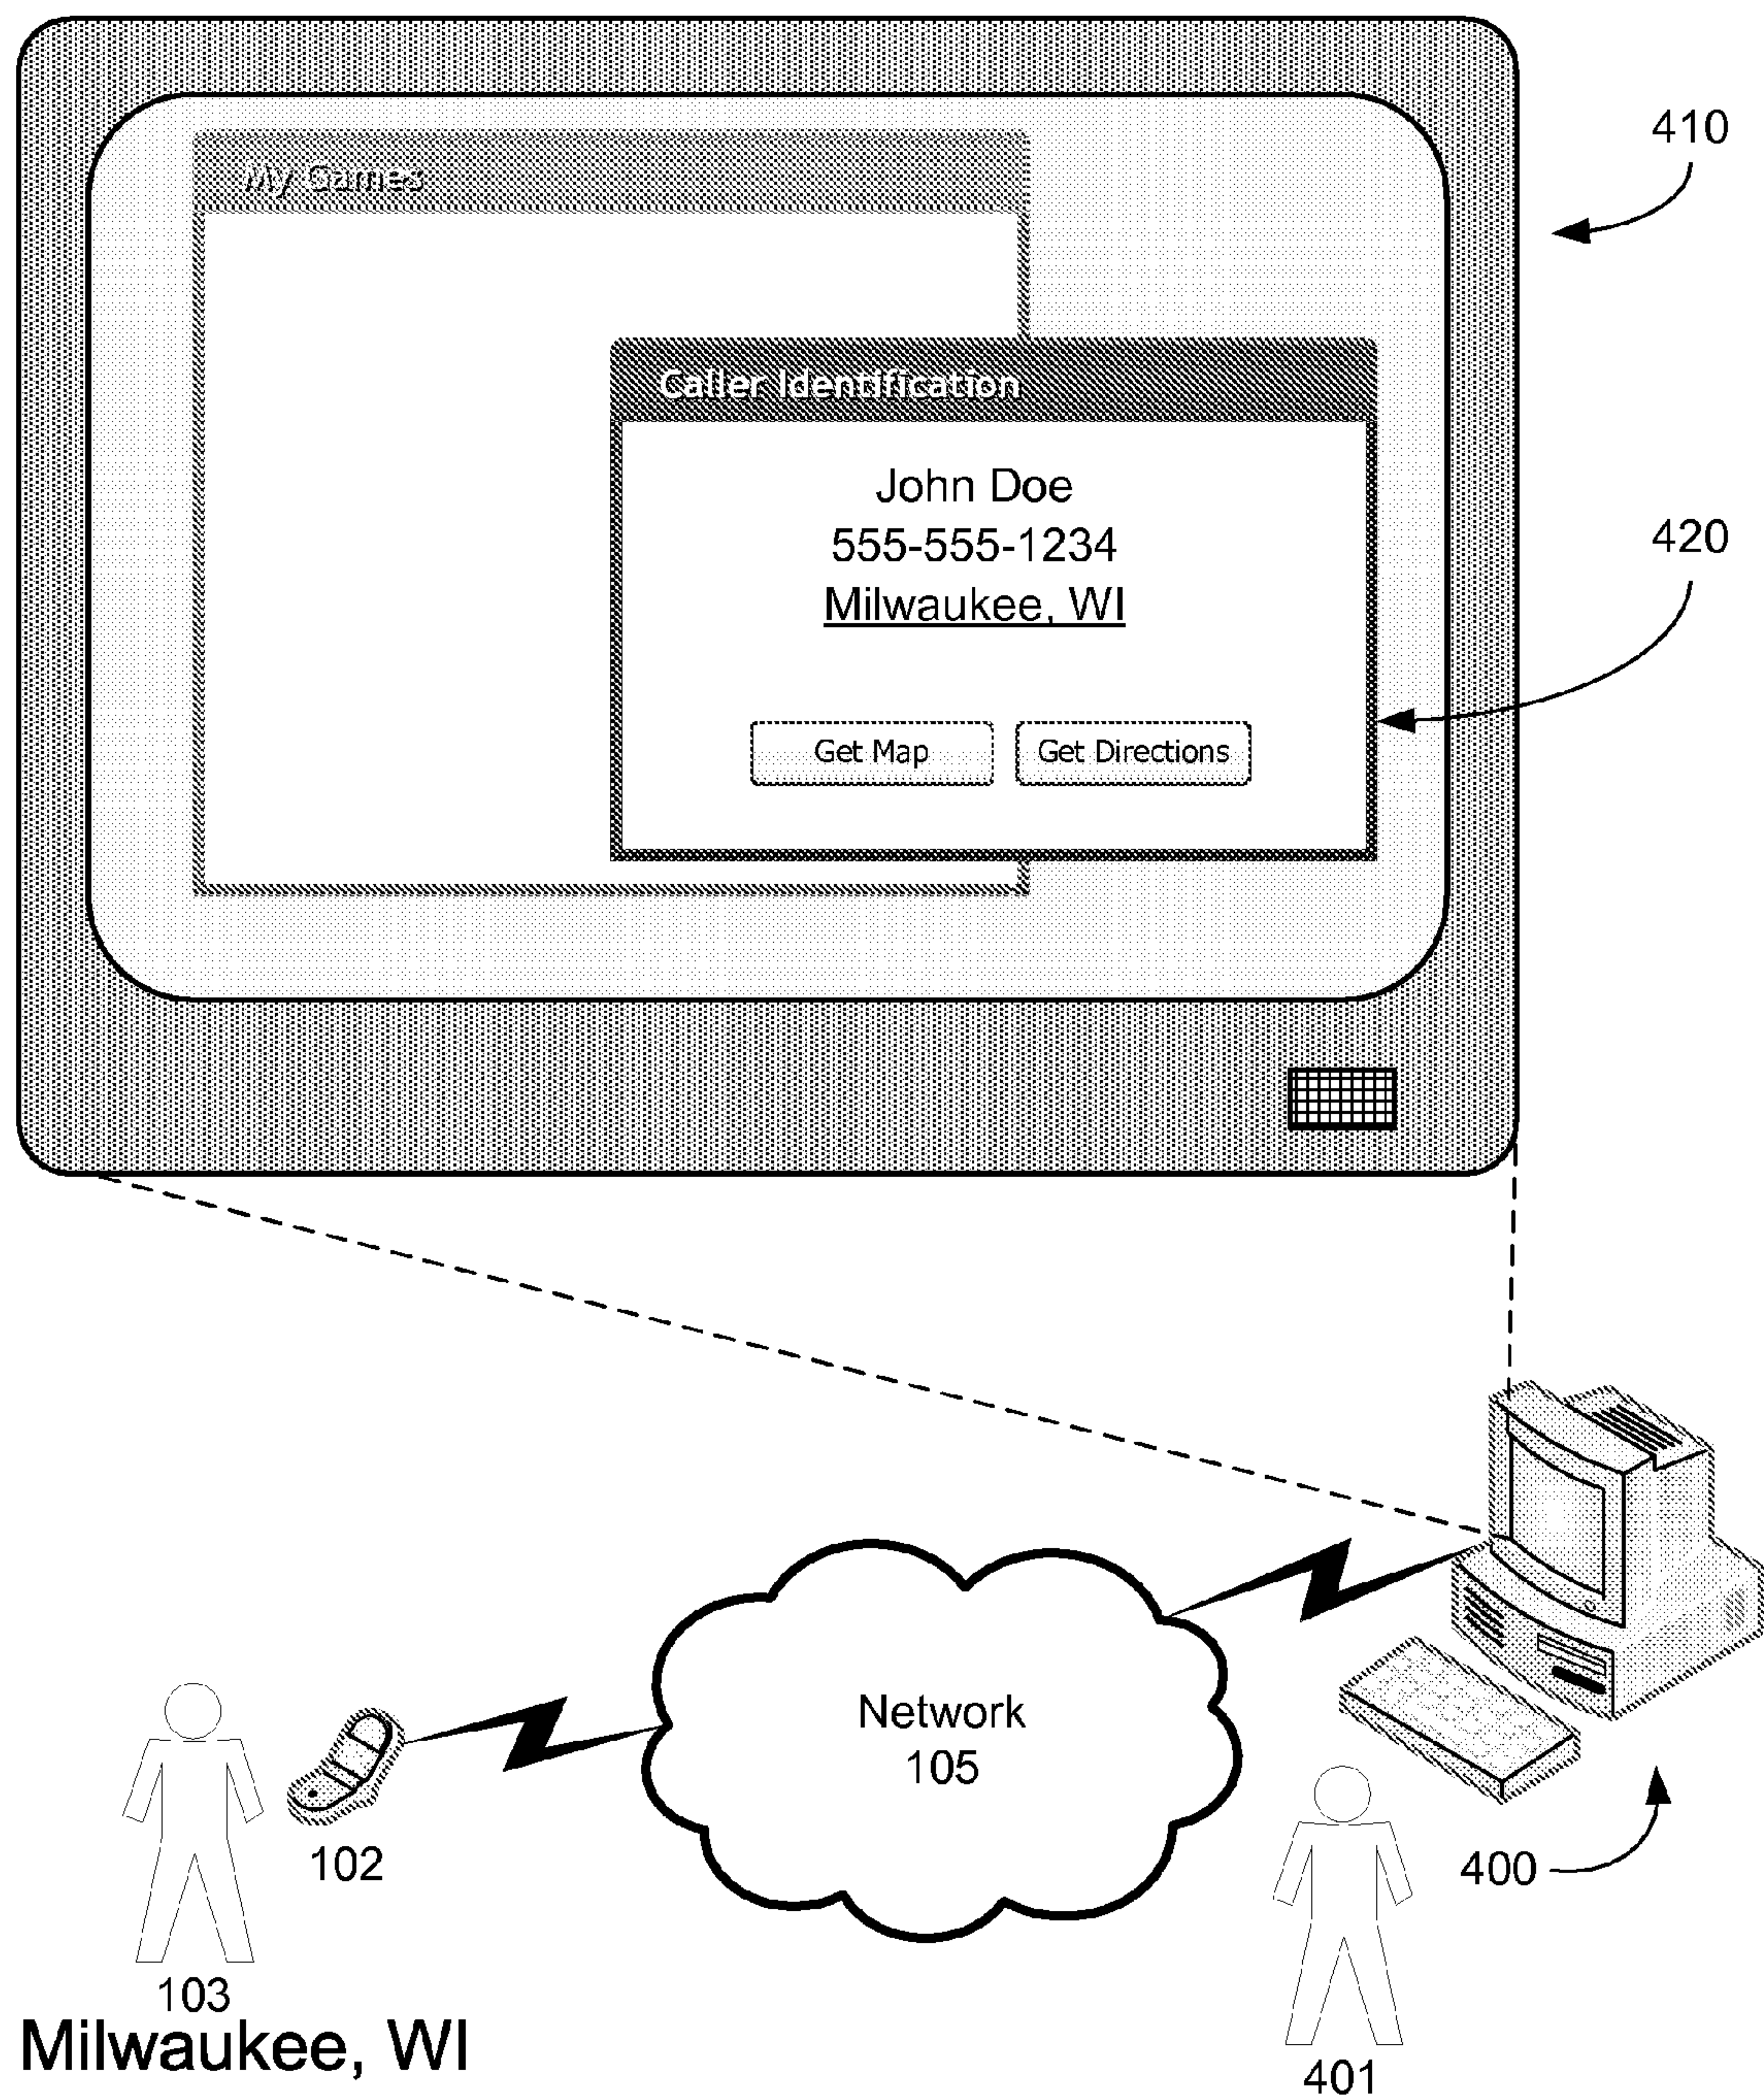 410
My Games
Caller Identification
John Doe
555-555-1234
Milwaukee, WI
420
Get Map
Get Directions
Network
105
102
400
103
Milwaukee, WI
401